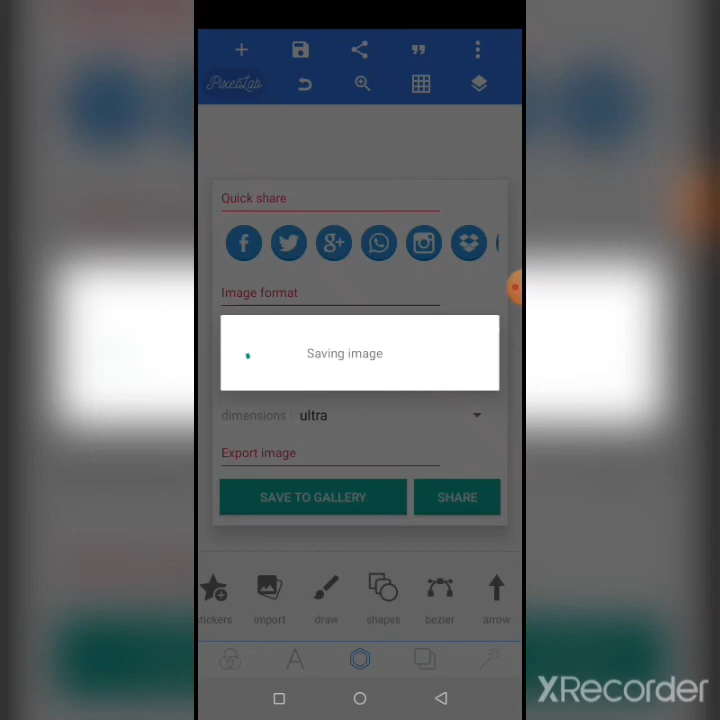 PixelLab
Quick share
Image format
Saving image
dimensions : ultra
Export image
SAVE TO GALLERY
SHARE
stickers import draw shapes bezier arrow
XRecorder